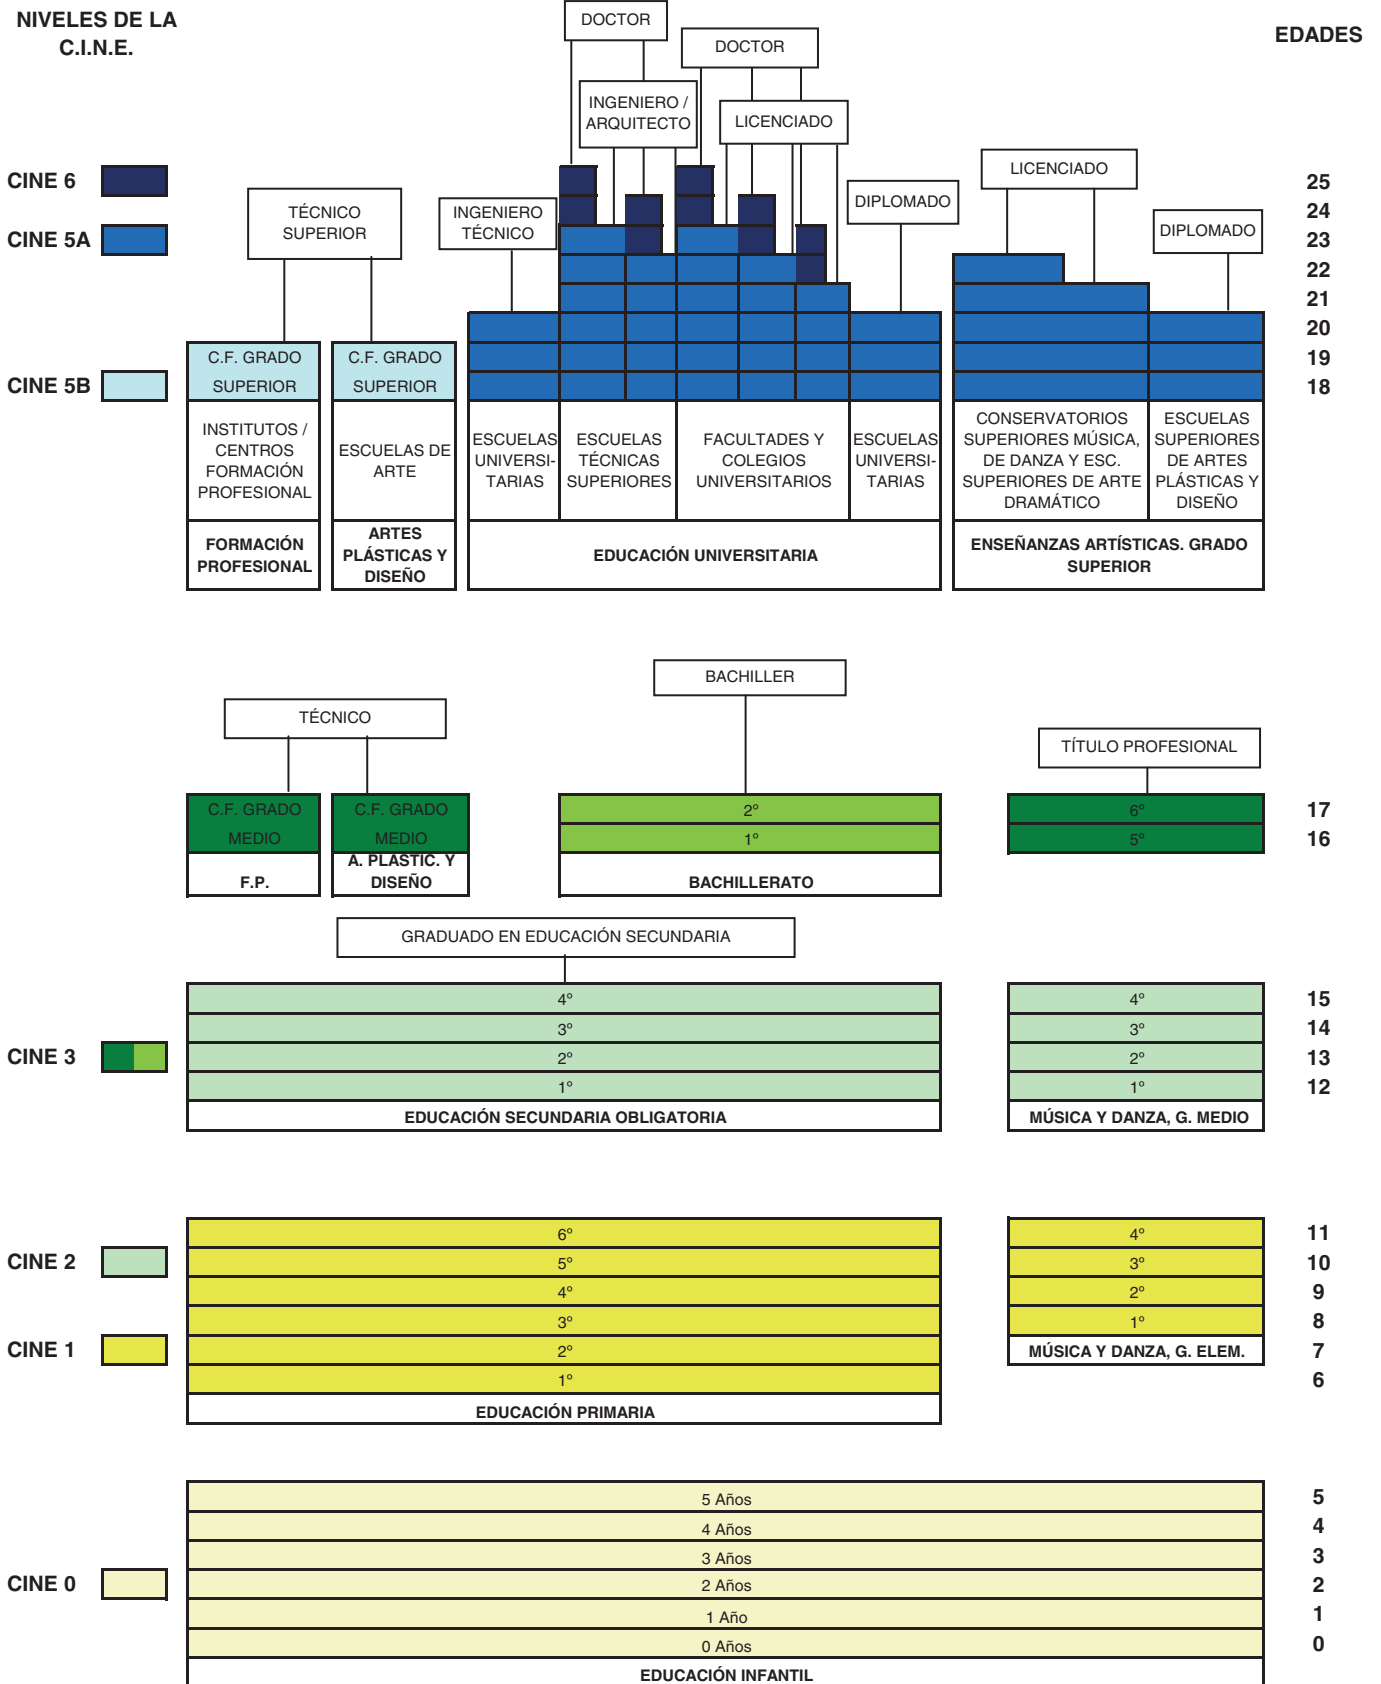 NIVELES DE LA
C.I.N.E.
EDADES
DOCTOR
DOCTOR
INGENIERO /
ARQUITECTO
LICENCIADO
CINE 6
TÉCNICO
SUPERIOR
INGENIERO
TÉCNICO
DIPLOMADO
LICENCIADO
DIPLOMADO
25
24
CINE 5A
23
22
21
20
C.F. GRADO
SUPERIOR
C.F. GRADO
SUPERIOR
19
CINE 5B
18
INSTITUTOS /
CENTROS
FORMACIÓN
PROFESIONAL
ESCUELAS DE
ARTE
ESCUELAS
UNIVERSI-
TARIAS
ESCUELAS
TÉCNICAS
SUPERIORES
FACULTADES Y
COLEGIOS
UNIVERSITARIOS
ESCUELAS
UNIVERSI-
TARIAS
CONSERVATORIOS
SUPERIORES MÚSICA,
DE DANZA Y ESC.
SUPERIORES DE ARTE
DRAMÁTICO
ESCUELAS
SUPERIORES
DE ARTES
PLÁSTICAS Y
DISEÑO
FORMACIÓN
PROFESIONAL
ARTES
PLÁSTICAS Y
DISEÑO
EDUCACIÓN UNIVERSITARIA
ENSEÑANZAS ARTÍSTICAS. GRADO
SUPERIOR
BACHILLER
TÉCNICO
TÍTULO PROFESIONAL
C.F. GRADO
MEDIO
C.F. GRADO
MEDIO
2º
1º
6º
5º
17
16
F.P.
A. PLASTIC. Y
DISEÑO
BACHILLERATO
GRADUADO EN EDUCACIÓN SECUNDARIA
4º
4º
15
3º
3º
14
CINE 3
2º
2º
13
1º
1º
12
EDUCACIÓN SECUNDARIA OBLIGATORIA
MÚSICA Y DANZA, G. MEDIO
6º
4º
11
CINE 2
5º
3º
10
4º
2º
9
3º
1º
8
CINE 1
2º
MÚSICA Y DANZA, G. ELEM.
7
1º
6
EDUCACIÓN PRIMARIA
5 Años
5
4 Años
4
3 Años
3
CINE 0
2 Años
2
1 Año
1
0 Años
0
EDUCACIÓN INFANTIL